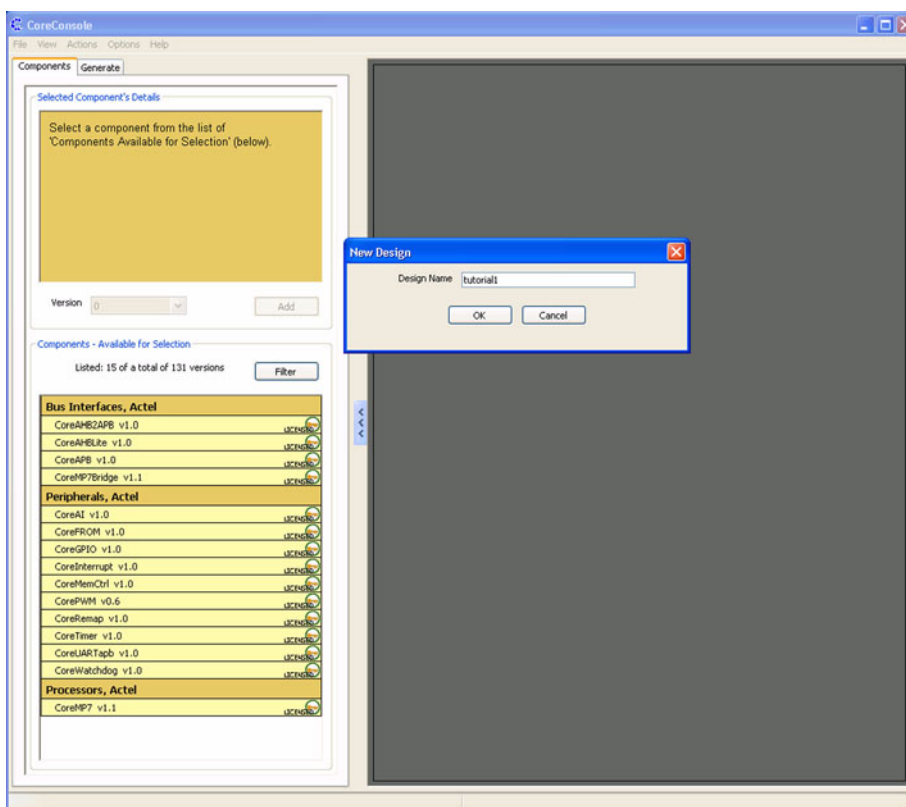 CoreConsole
File View Actions Options Help
Components Generate
Selected Component's Details
Select a component from the list of
'Components Available for Selection' (below).
Version 0 Add
Components - Available for Selection
Listed: 15 of a total of 131 versions Filter
Bus Interfaces, Actel
CoreAHB2APB v1.0
CoreAHBLite v1.0
CoreAPB v1.0
CoreMP7Bridge v1.1
Peripherals, Actel
CoreAI v1.0
CoreFROM v1.0
CoreGPIO v1.0
CoreInterrupt v1.0
CoreMemCtrl v1.0
CorePWM v0.6
CoreRemap v1.0
CoreTimer v1.0
CoreUARTapb v1.0
CoreWatchdog v1.0
Processors, Actel
CoreMP7 v1.1
New Design
Design Name tutorial1
OK Cancel